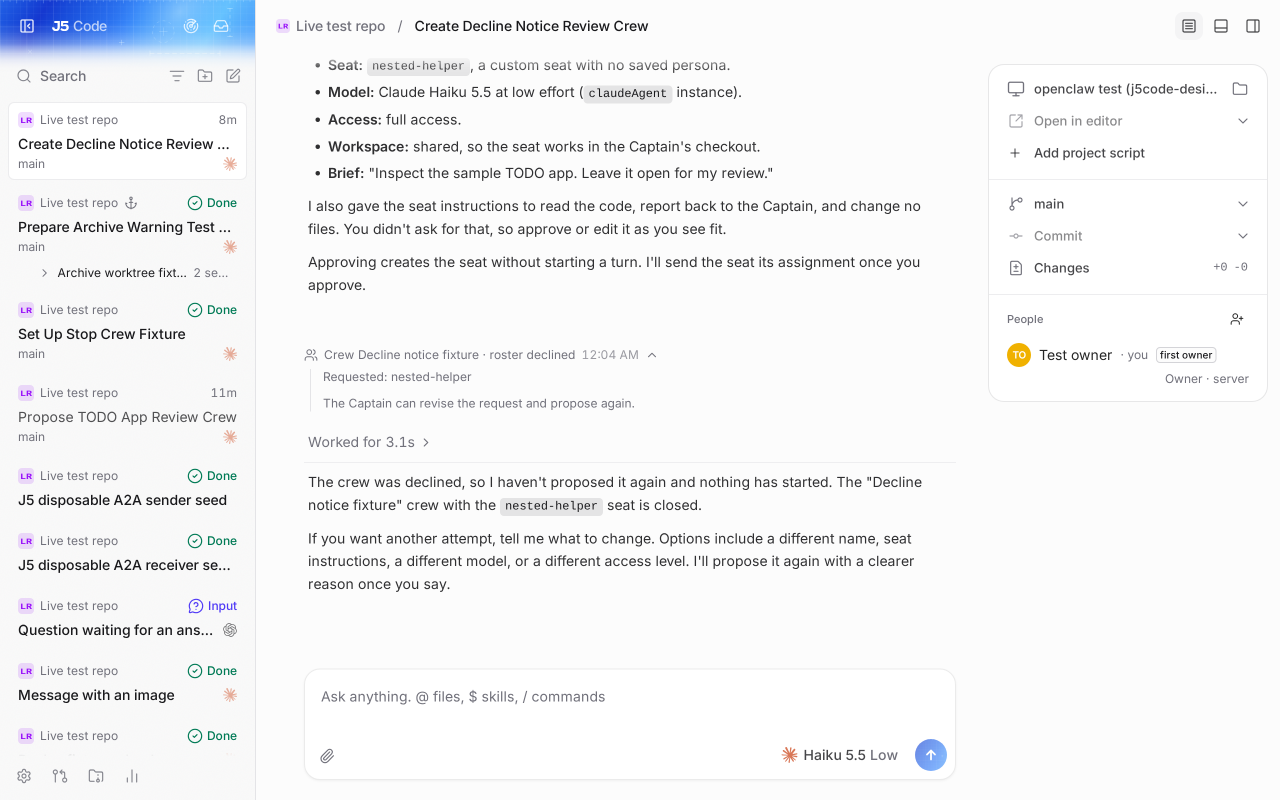 J5 Code
Search
LR Live test repo 8m
Create Decline Notice Review ...
main
LR Live test repo Done
Prepare Archive Warning Test ...
main
Archive worktree fixt... 2 se...
LR Live test repo Done
Set Up Stop Crew Fixture
main
LR Live test repo 11m
Propose TODO App Review Crew
main
LR Live test repo Done
J5 disposable A2A sender seed
LR Live test repo Done
J5 disposable A2A receiver se...
LR Live test repo Input
Question waiting for an ans...
LR Live test repo Done
Message with an image
LR Live test repo Done
LR Live test repo / Create Decline Notice Review Crew
• Seat: nested-helper, a custom seat with no saved persona.
• Model: Claude Haiku 5.5 at low effort (claudeAgent instance).
• Access: full access.
• Workspace: shared, so the seat works in the Captain's checkout.
• Brief: "Inspect the sample TODO app. Leave it open for my review."
I also gave the seat instructions to read the code, report back to the Captain, and change no
files. You didn't ask for that, so approve or edit it as you see fit.
Approving creates the seat without starting a turn. I'll send the seat its assignment once you
approve.
Crew Decline notice fixture · roster declined 12:04 AM
Requested: nested-helper
The Captain can revise the request and propose again.
Worked for 3.1s
The crew was declined, so I haven't proposed it again and nothing has started. The "Decline
notice fixture" crew with the nested-helper seat is closed.
If you want another attempt, tell me what to change. Options include a different name, seat
instructions, a different model, or a different access level. I'll propose it again with a clearer
reason once you say.
Ask anything. @ files, $ skills, / commands
Haiku 5.5 Low
openclaw test (j5code-desi...
Open in editor
Add project script
main
Commit
Changes +0 -0
People
TO Test owner · you first owner
Owner · server